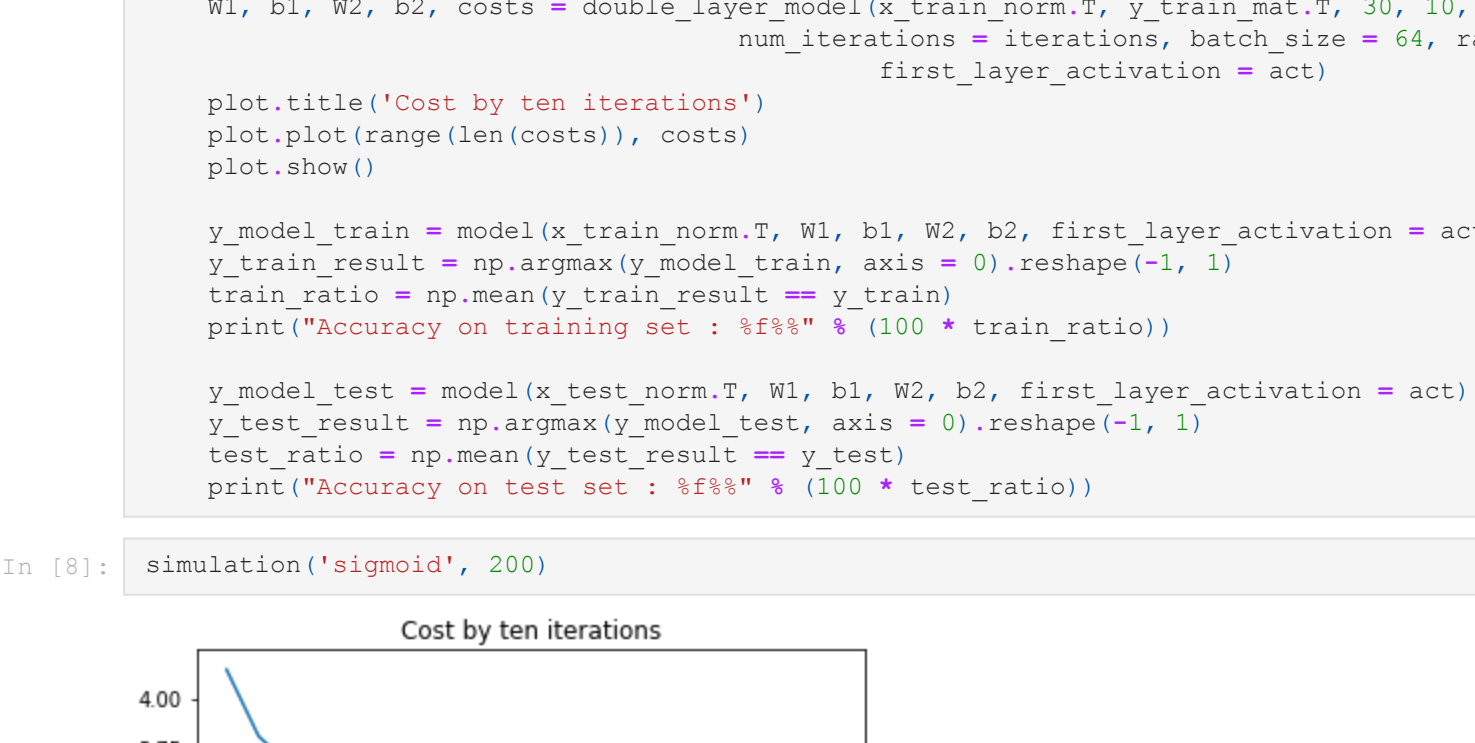 W1, b1, W2, b2, costs = double_layer_model(x_train_norm.T, y_train_mat.T, 30, 10,
num_iterations = iterations, batch_size = 64,
first_layer_activation = act)
plot.title('Cost by ten iterations')
plot.plot(range(len(costs)), costs)
plot.show()
y_model_train = model(x_train_norm.T, W1, b1, W2, b2, first_layer_activation =
y_train_result = np.argmax(y_model_train, axis = 0).reshape(-1, 1)
train_ratio = np.mean(y_train_result == y_train)
print("Accuracy on training set : %f%%" % (100 * train_ratio))
y_model_test = model(x_test_norm.T, W1, b1, W2, b2, first_layer_activation = act)
y_test_result = np.argmax(y_model_test, axis = 0).reshape(-1, 1)
test_ratio = np.mean(y_test_result == y_test)
print("Accuracy on test set : %f%%" % (100 * test_ratio))
In [8]: simulation('sigmoid', 200)
Cost by ten iterations
4.00